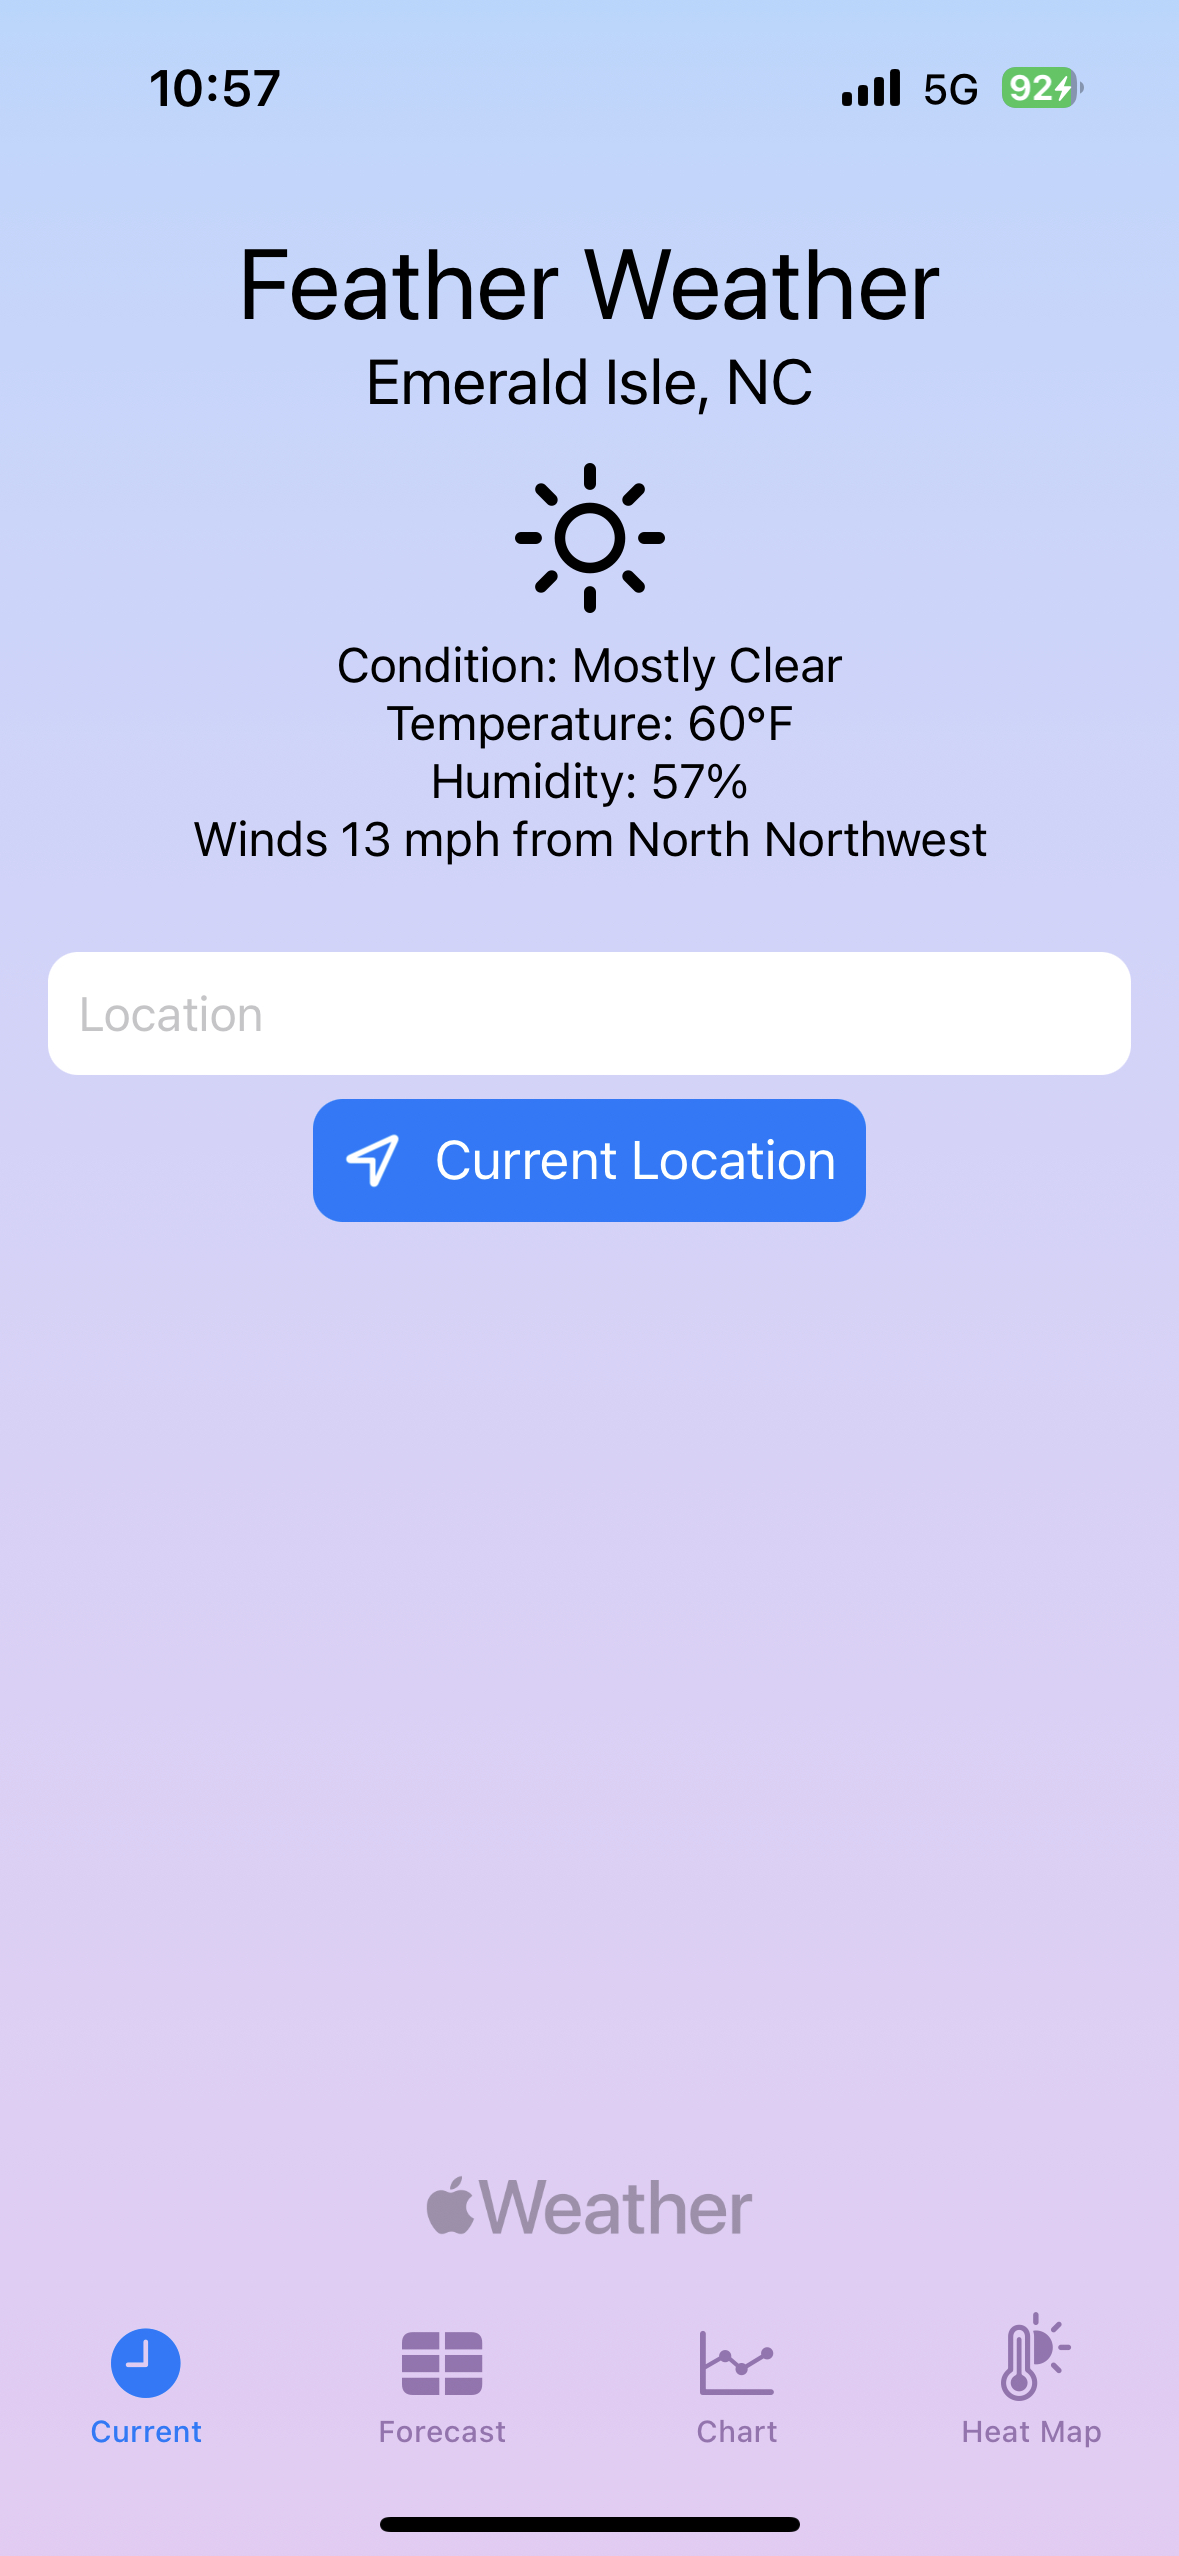 10:57 5G 92
Feather Weather
Emerald Isle, NC
Condition: Mostly Clear
Temperature: 60°F
Humidity: 57%
Winds 13 mph from North Northwest
Location
Current Location
Weather
Current Forecast Chart Heat Map